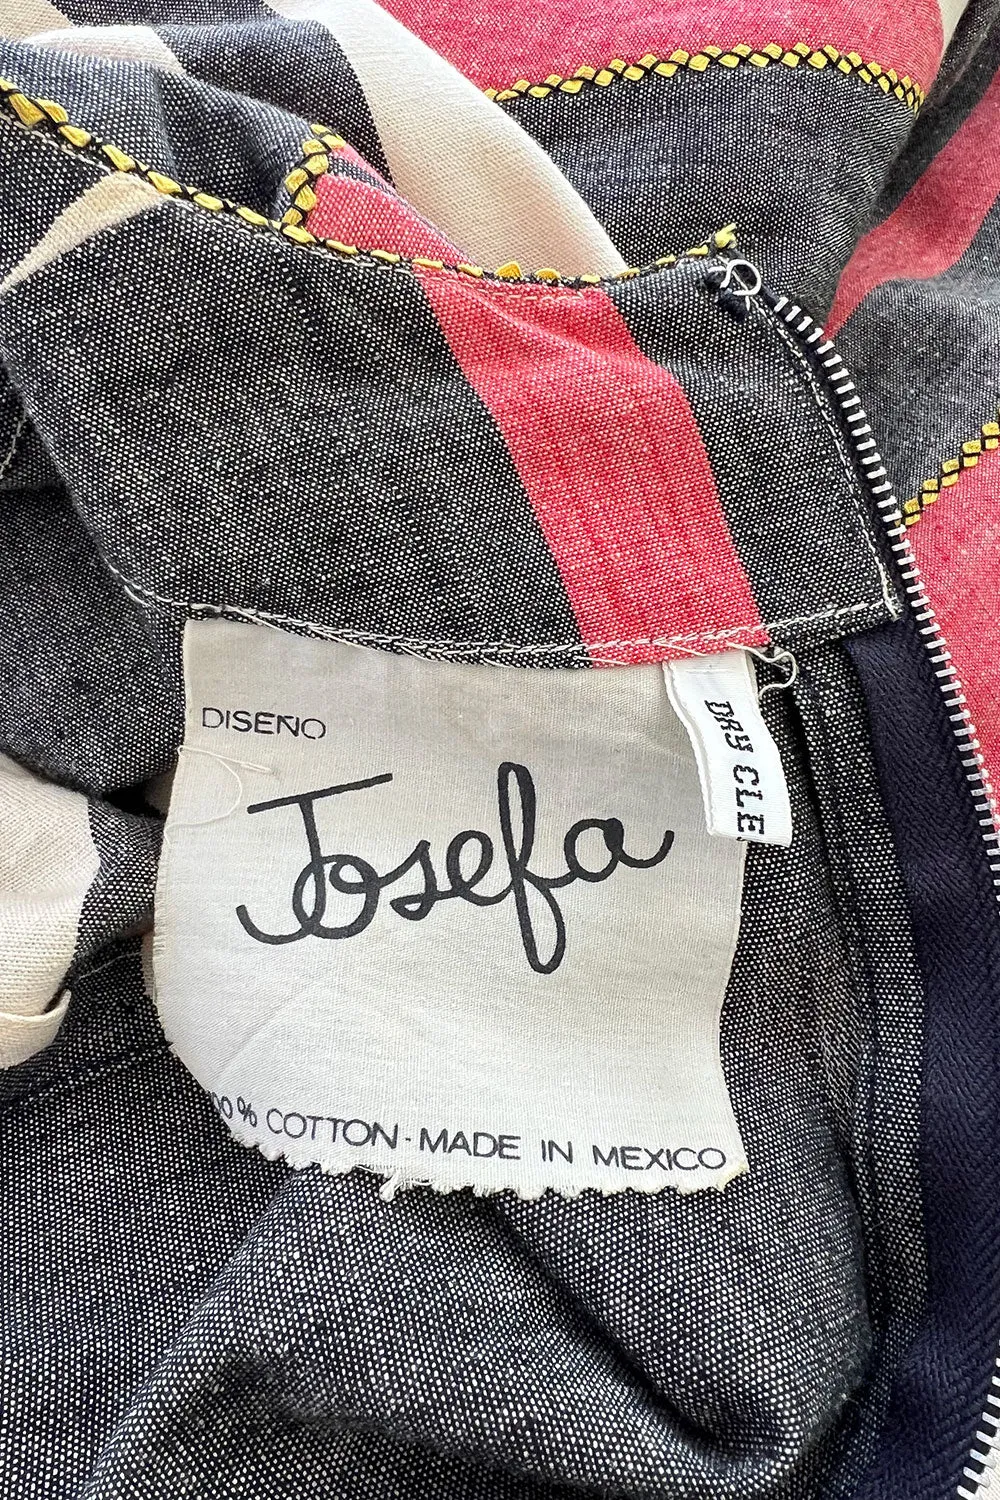 DISEÑO
Josefa
00% COTTON - MADE IN MEXICO
DRY CLE